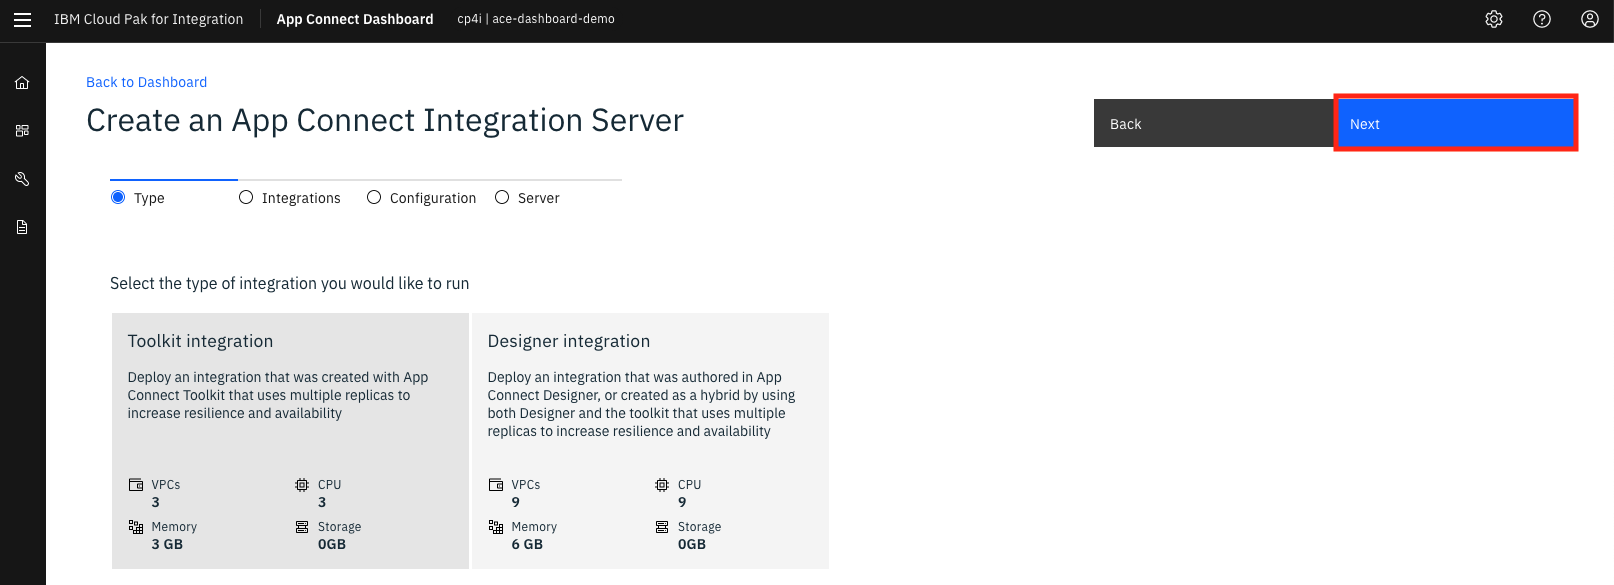 IBM Cloud Pak for Integration App Connect Dashboard cp4i | ace-dashboard-demo
Back to Dashboard
Create an App Connect Integration Server
Back Next
Type Integrations Configuration Server
Select the type of integration you would like to run
Toolkit integration
Deploy an integration that was created with App
Connect Toolkit that uses multiple replicas to
increase resilience and availability
VPCs CPU
3 3
Memory Storage
3 GB 0GB
Designer integration
Deploy an integration that was authored in App
Connect Designer, or created as a hybrid by using
both Designer and the toolkit that uses multiple
replicas to increase resilience and availability
VPCs CPU
9 9
Memory Storage
6 GB 0GB